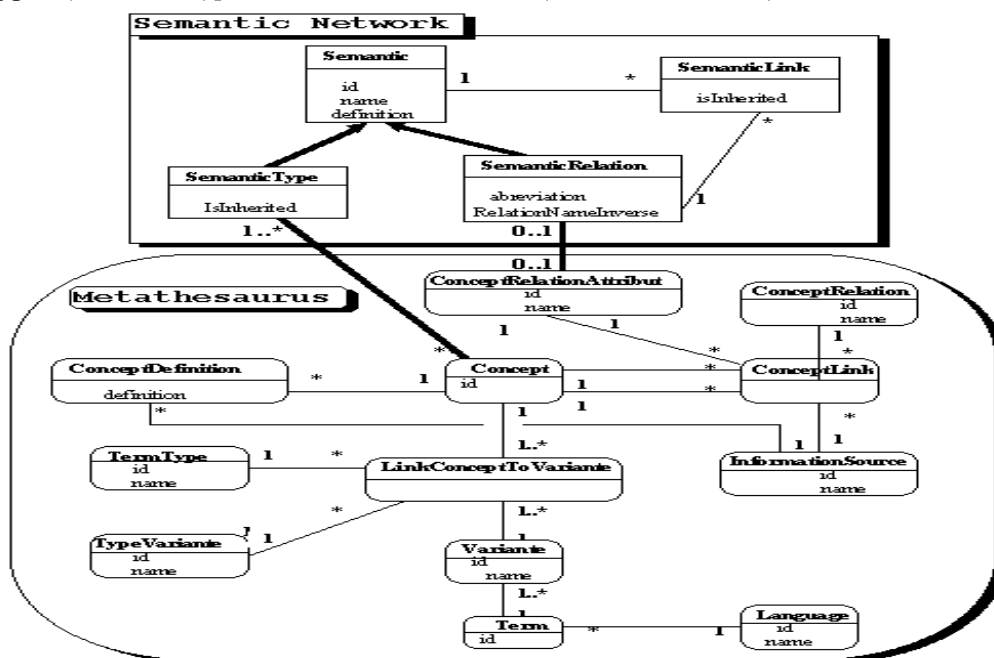 Semantic Network
Semantic
id
name
definition
1
*
SemanticLink
isInherited
*
SemanticType
IsInherited
1..*
SemanticRelation
abreviation
RelationNameInverse
1
0..1
0..1
Metathesaurus
ConceptRelationAttribut
id
name
1
1
ConceptRelation
id
name
1
*
ConceptDefinition
definition
*
*
1
*
Concept
id
1
1
1
*
*
*
ConceptLink
*
1
1
1..*
TermType
id
name
1
*
LinkConceptToVariante
InformationSource
id
name
*
1
TypeVariante
id
name
1..*
1
Variante
id
name
1..*
1
Term
id
*
1
Language
id
name